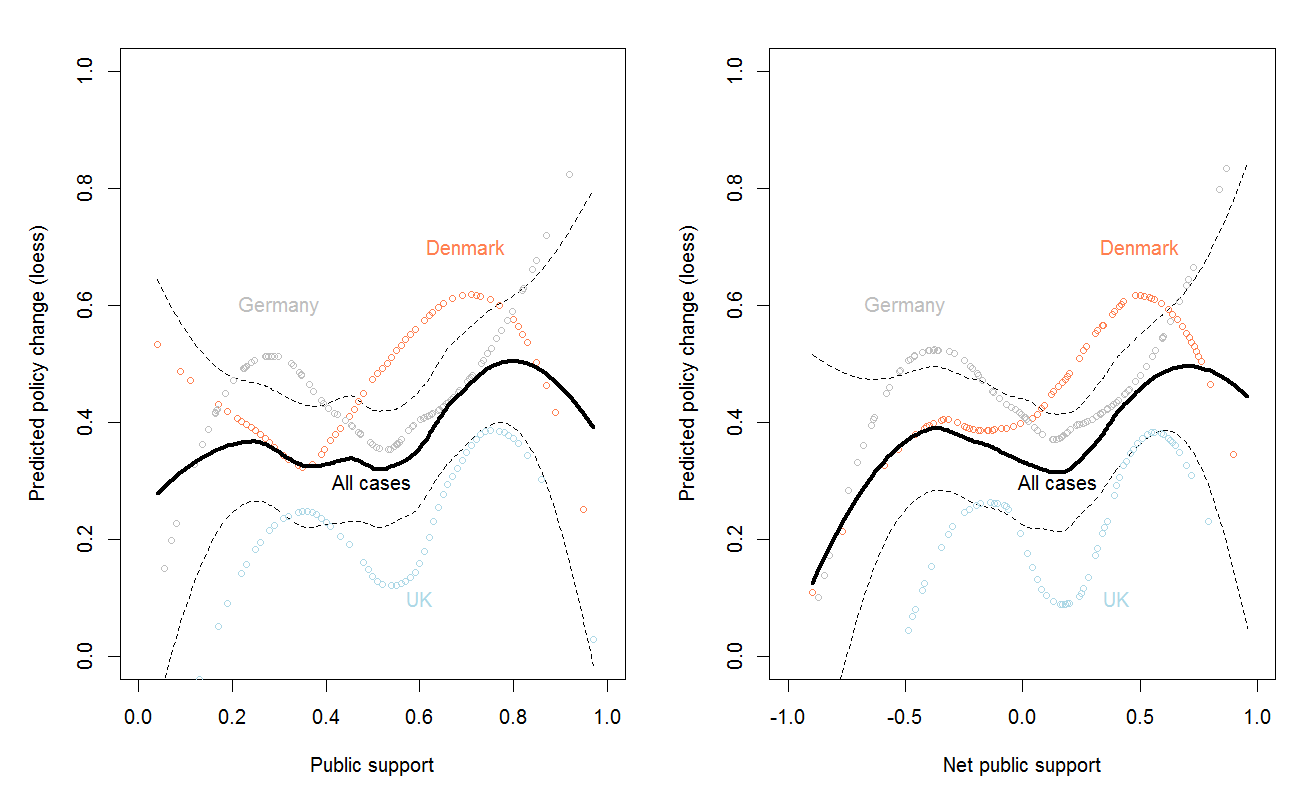 Predicted policy change (loess)
1.0
0.8
0.6
0.4
0.2
0.0
Denmark
Germany
All cases
UK
0.0 0.2 0.4 0.6 0.8 1.0
Public support
Predicted policy change (loess)
1.0
0.8
0.6
0.4
0.2
0.0
Denmark
Germany
All cases
UK
-1.0 -0.5 0.0 0.5 1.0
Net public support